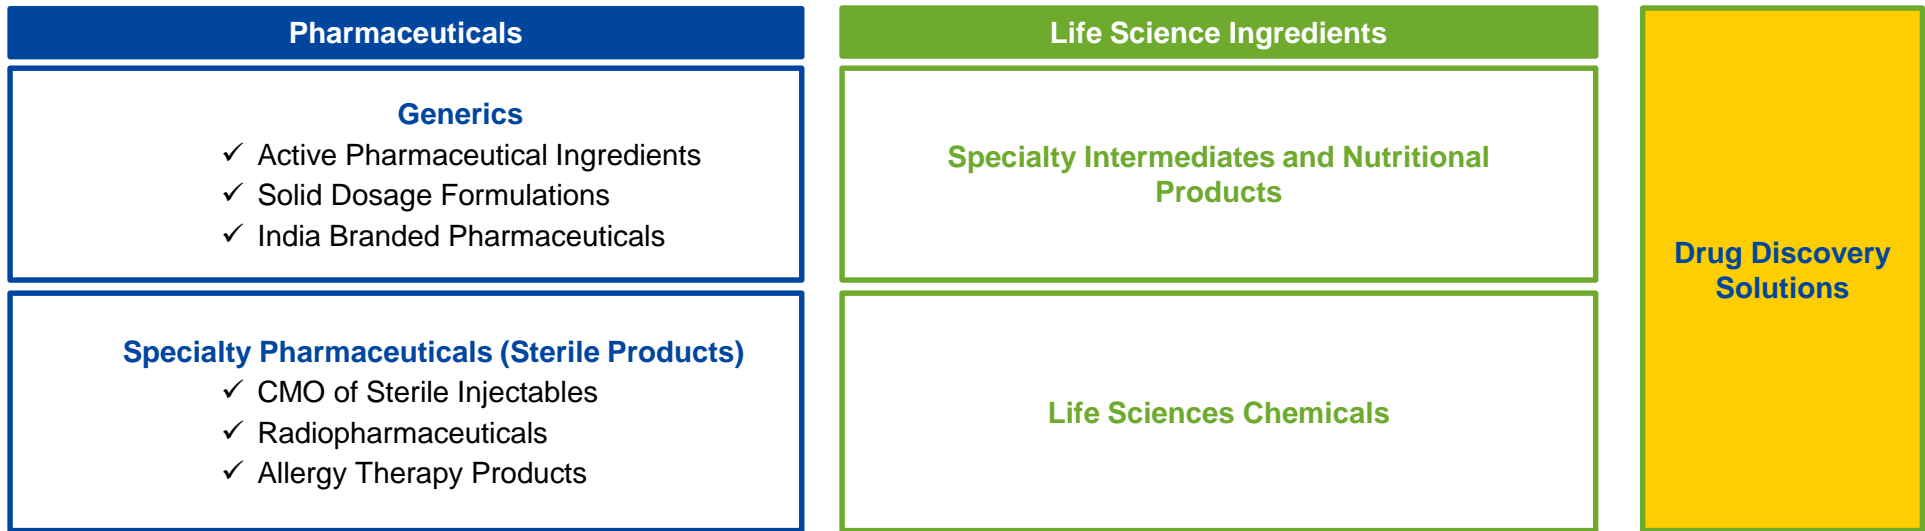 Pharmaceuticals
Generics
✓ Active Pharmaceutical Ingredients
✓ Solid Dosage Formulations
✓ India Branded Pharmaceuticals
Specialty Pharmaceuticals (Sterile Products)
✓ CMO of Sterile Injectables
✓ Radiopharmaceuticals
✓ Allergy Therapy Products
Life Science Ingredients
Specialty Intermediates and Nutritional
Products
Life Sciences Chemicals
Drug Discovery
Solutions